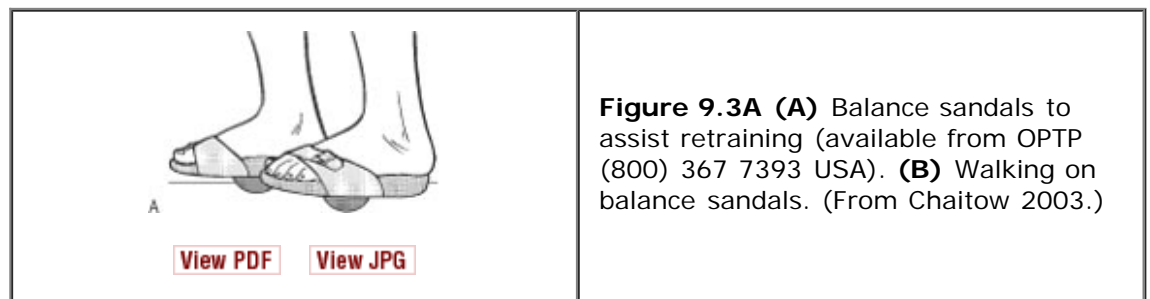 A
View PDF
View JPG
Figure 9.3A (A) Balance sandals to
assist retraining (available from OPTP
(800) 367 7393 USA). (B) Walking on
balance sandals. (From Chaitow 2003.)